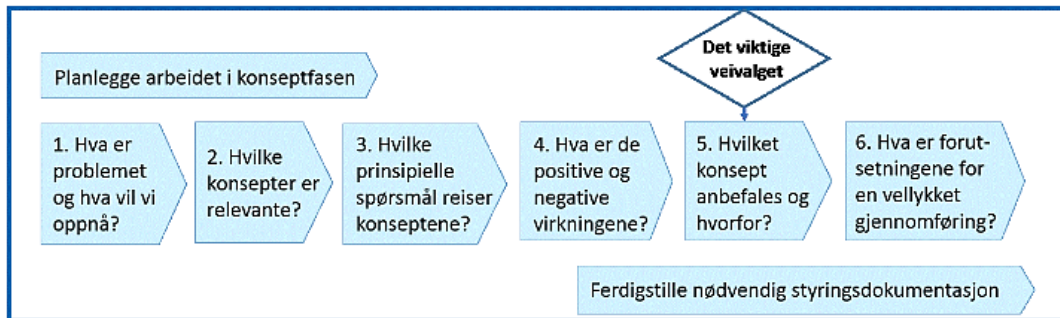 Det viktige
veivalget
Planlegge arbeidet i konseptfasen
1. Hva er
problemet
og hva vil vi
oppnå?
2. Hvilke
konsepter er
relevante?
3. Hvilke
prinsipielle
spørsmål reiser
konseptene?
4. Hva er de
positive og
negative
virkningene?
5. Hvilket
konsept
anbefales og
hvorfor?
6. Hva er forut-
setningene for
en vellykket
gjennomføring?
Ferdigstille nødvendig styringsdokumentasjon